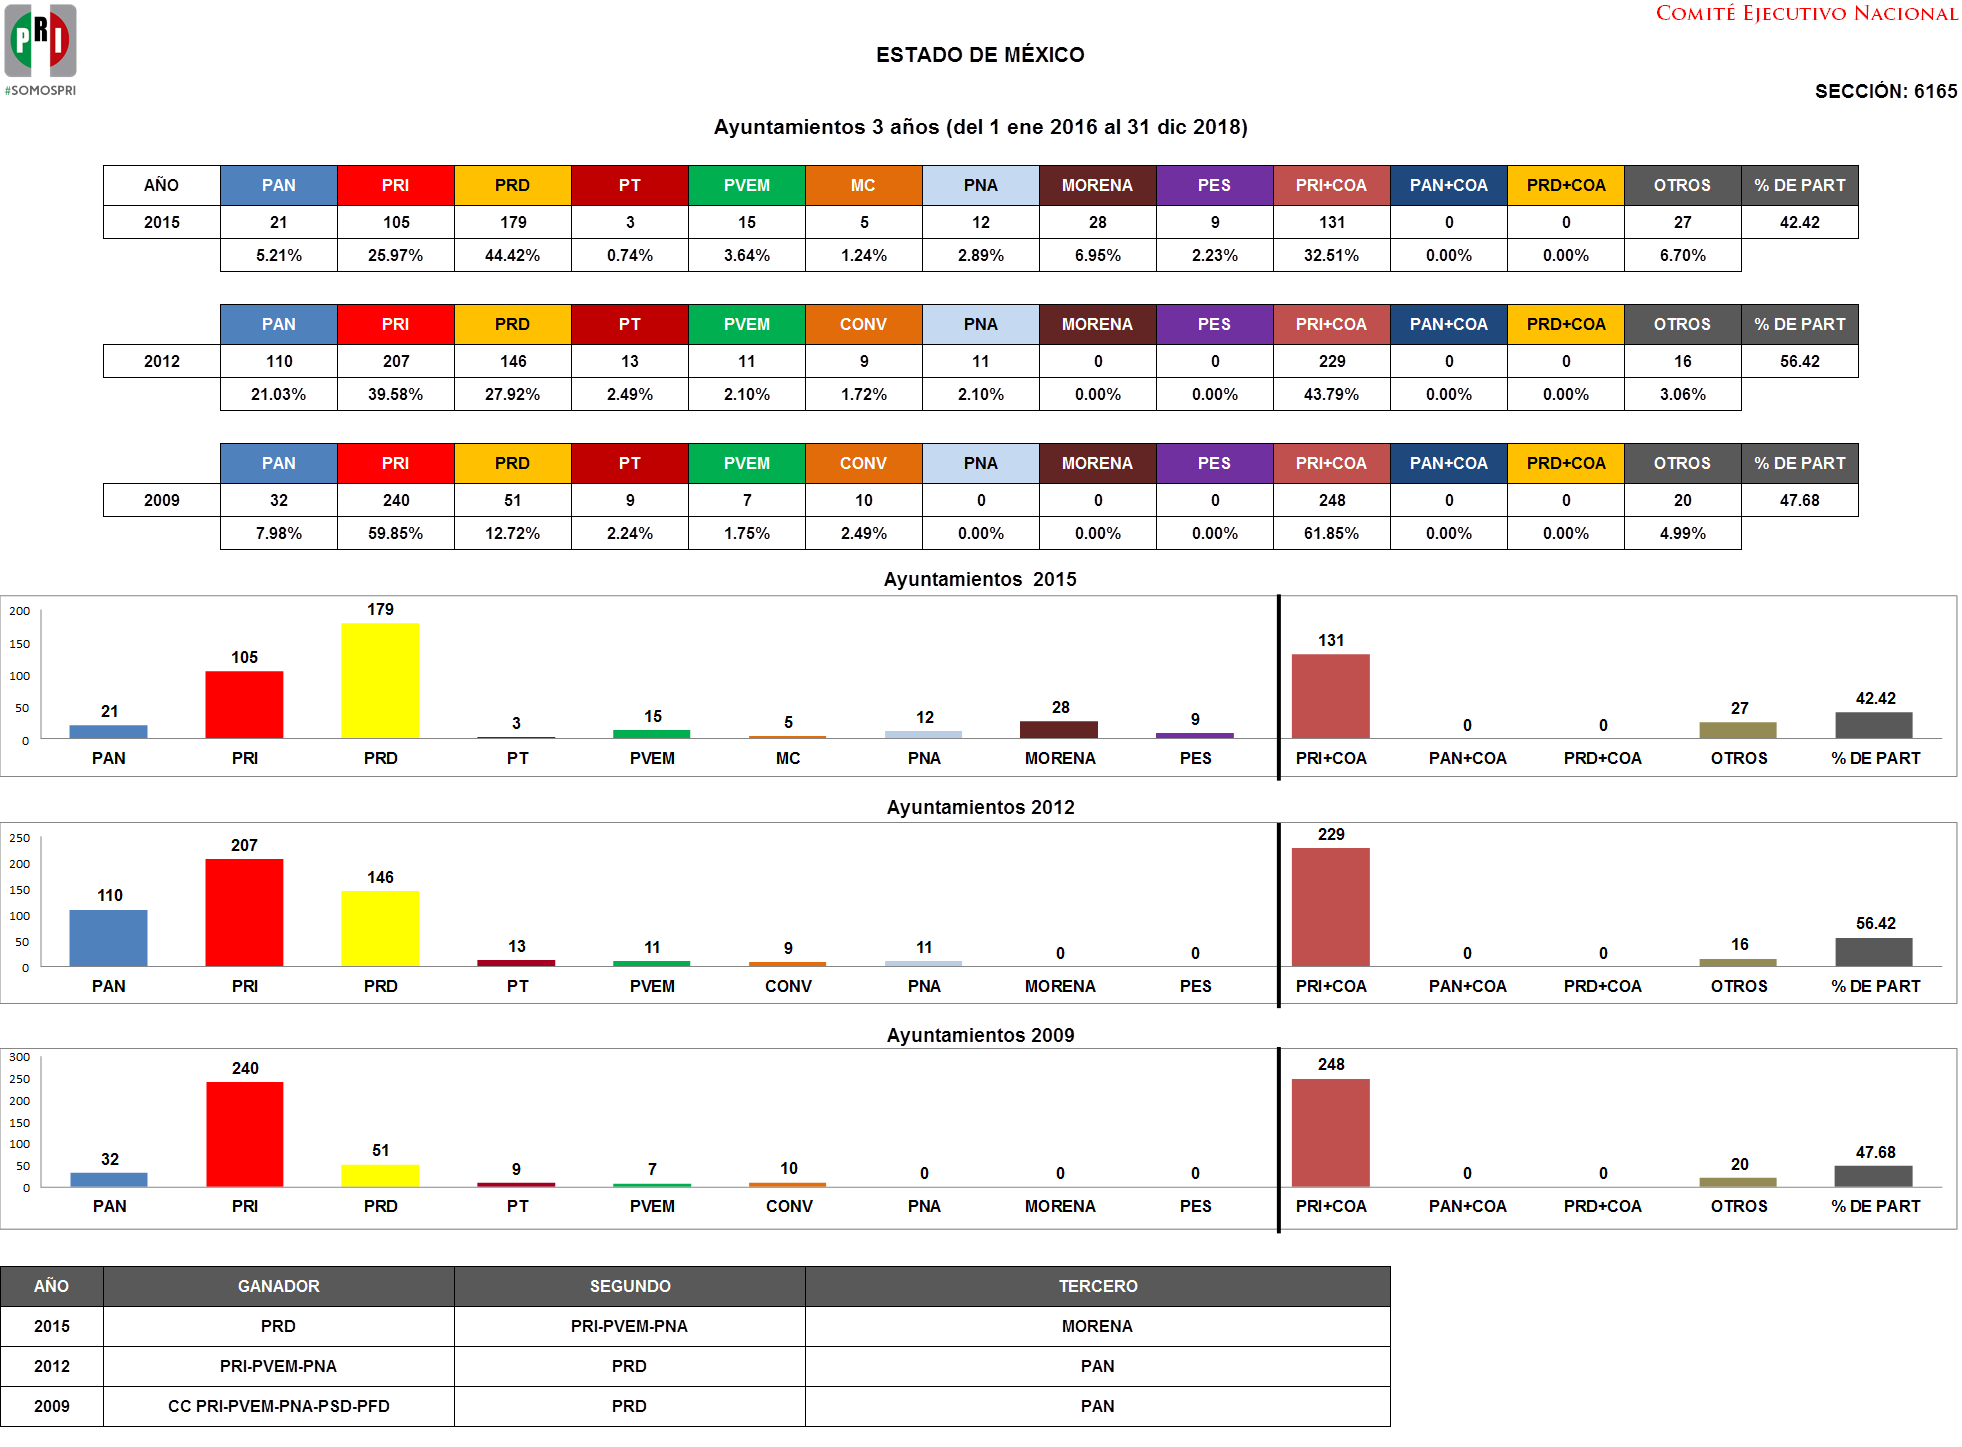 PRI
#SOMOSPRI
COMITÉ EJECUTIVO NACIONAL
ESTADO DE MÉXICO
SECCIÓN: 6165
Ayuntamientos 3 años (del 1 ene 2016 al 31 dic 2018)
AÑO PAN PRI PRD PT PVEM MC PNA MORENA PES PRI+COA PAN+COA PRD+COA OTROS % DE PART
2015 21 105 179 3 15 5 12 28 9 131 0 0 27 42.42
5.21% 25.97% 44.42% 0.74% 3.64% 1.24% 2.89% 6.95% 2.23% 32.51% 0.00% 0.00% 6.70%
PAN PRI PRD PT PVEM CONV PNA MORENA PES PRI+COA PAN+COA PRD+COA OTROS % DE PART
2012 110 207 146 13 11 9 11 0 0 229 0 0 16 56.42
21.03% 39.58% 27.92% 2.49% 2.10% 1.72% 2.10% 0.00% 0.00% 43.79% 0.00% 0.00% 3.06%
PAN PRI PRD PT PVEM CONV PNA MORENA PES PRI+COA PAN+COA PRD+COA OTROS % DE PART
2009 32 240 51 9 7 10 0 0 0 248 0 0 20 47.68
7.98% 59.85% 12.72% 2.24% 1.75% 2.49% 0.00% 0.00% 0.00% 61.85% 0.00% 0.00% 4.99%
Ayuntamientos 2015
200
150
100
50
0
21 105 179 3 15 5 12 28 9 131 0 0 27 42.42
PAN PRI PRD PT PVEM MC PNA MORENA PES PRI+COA PAN+COA PRD+COA OTROS % DE PART
Ayuntamientos 2012
250
200
150
100
50
0
110 207 146 13 11 9 11 0 0 229 0 0 16 56.42
PAN PRI PRD PT PVEM CONV PNA MORENA PES PRI+COA PAN+COA PRD+COA OTROS % DE PART
Ayuntamientos 2009
300
250
200
150
100
50
0
32 240 51 9 7 10 0 0 0 248 0 0 20 47.68
PAN PRI PRD PT PVEM CONV PNA MORENA PES PRI+COA PAN+COA PRD+COA OTROS % DE PART
AÑO GANADOR SEGUNDO TERCERO
2015 PRD PRI-PVEM-PNA MORENA
2012 PRI-PVEM-PNA PRD PAN
2009 CC PRI-PVEM-PNA-PSD-PFD PRD PAN